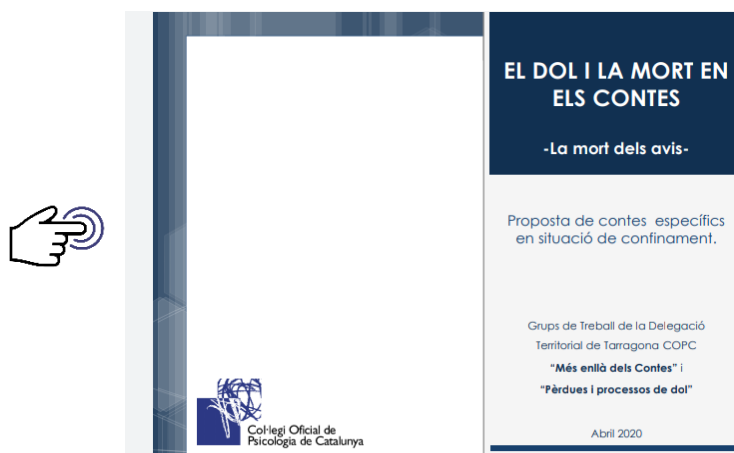 EL DOL I LA MORT EN
ELS CONTES
-La mort dels avis-
Proposta de contes específics
en situació de confinament.
Grups de Treball de la Delegació
Territorial de Tarragona COPC
"Més enllà dels Contes" i
"Pèrdues i processos de dol"
Abril 2020
Col·legi Oficial de
Psicologia de Catalunya